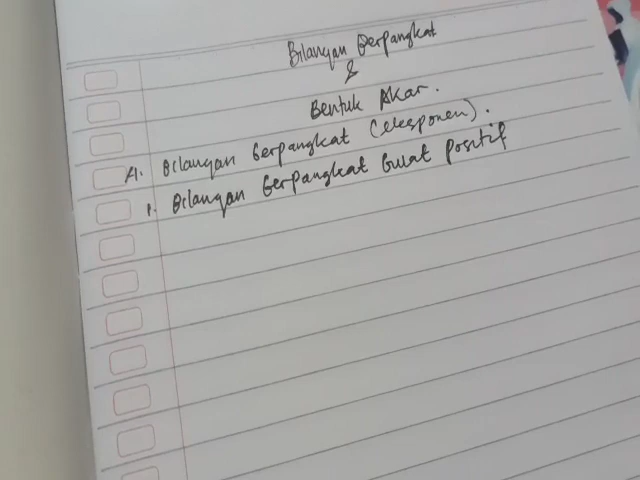 Bilangan Berpangkat
&
Bentuk Akar.
A. Bilangan berpangkat (eksponen).
1. Bilangan berpangkat bulat positif